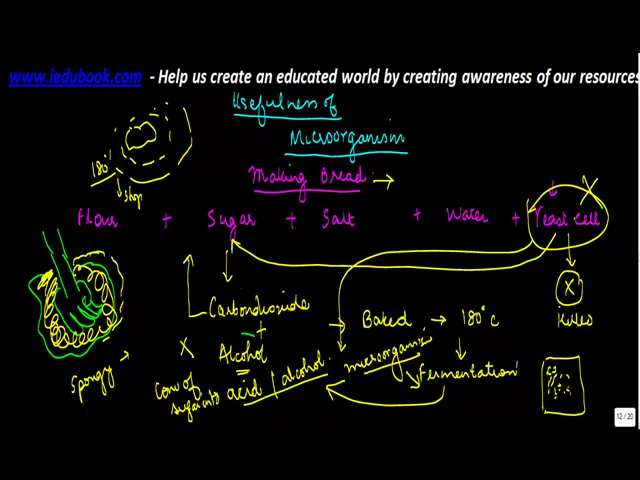 www.iedubook.com - Help us create an educated world by creating awareness of our resources
Usefulness of
Microorganism
Making Bread →
180°
shop
Flour + Sugar + Salt + Water + Yeast Cell
X
Carbondioxide
+
Alcohol
Baked → 180°c
X
Killed
microorganism
Fermentation
Spongy →
X
Conv of
sugar into acid / alcohol
12 / 20